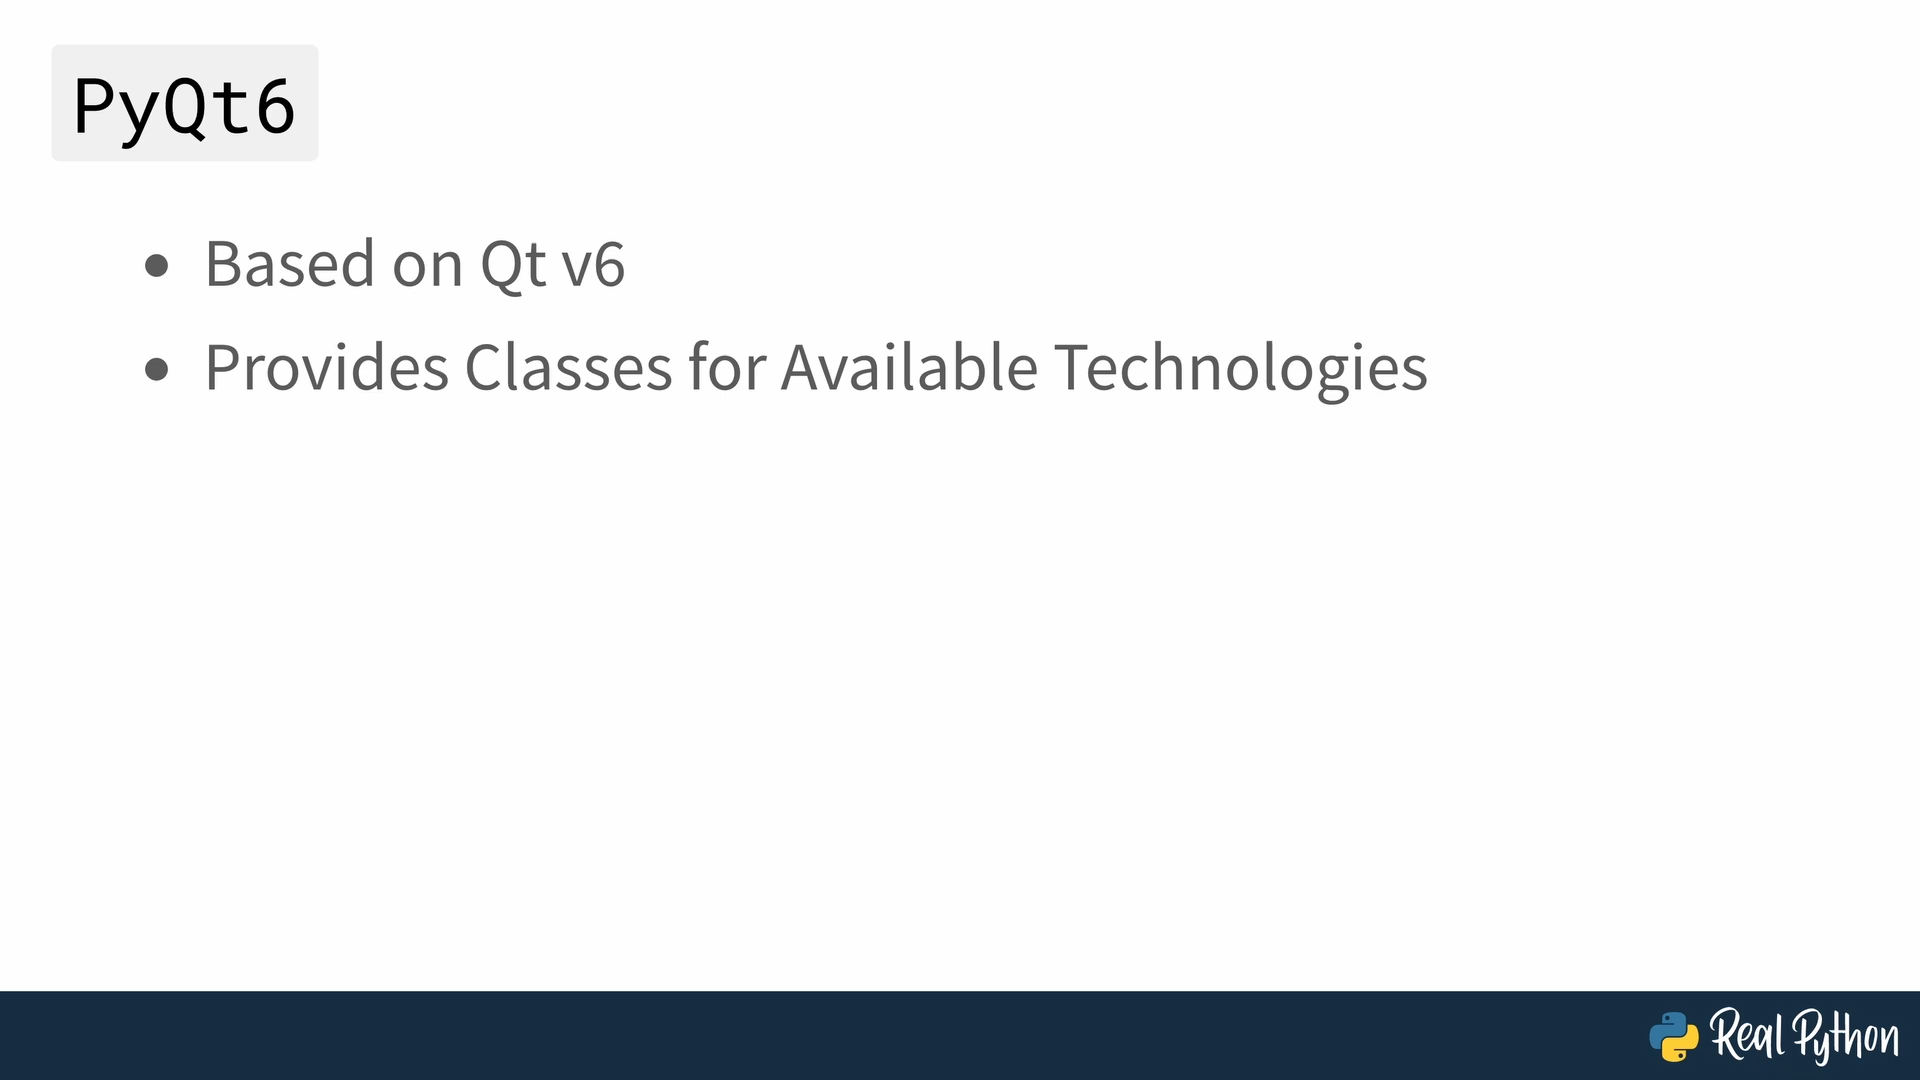 PyQt6
• Based on Qt v6
• Provides Classes for Available Technologies
Real Python